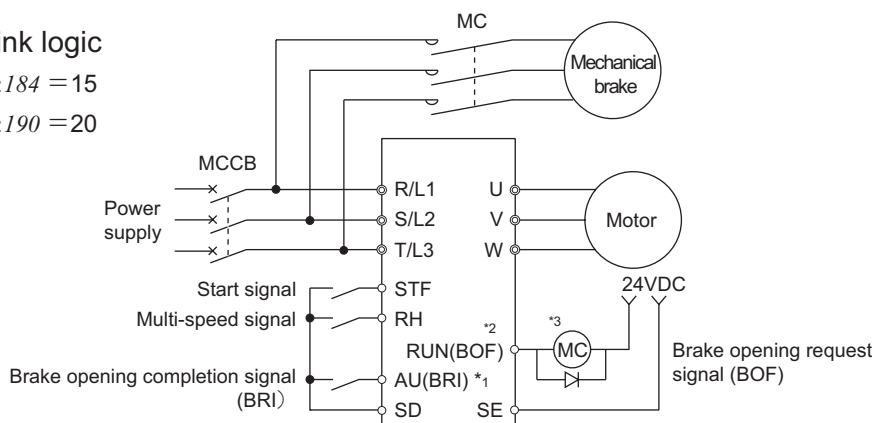 MC
ink logic
184 =15
190 =20
Mechanical
brake
MCCB
Power
supply
R/L1
S/L2
T/L3
U
V
W
Motor
24VDC
Start signal
STF
Multi-speed signal
RH
*2
*3
RUN(BOF)
MC
Brake opening request
signal (BOF)
Brake opening completion signal
(BRI)
AU(BRI) *1
SD
SE